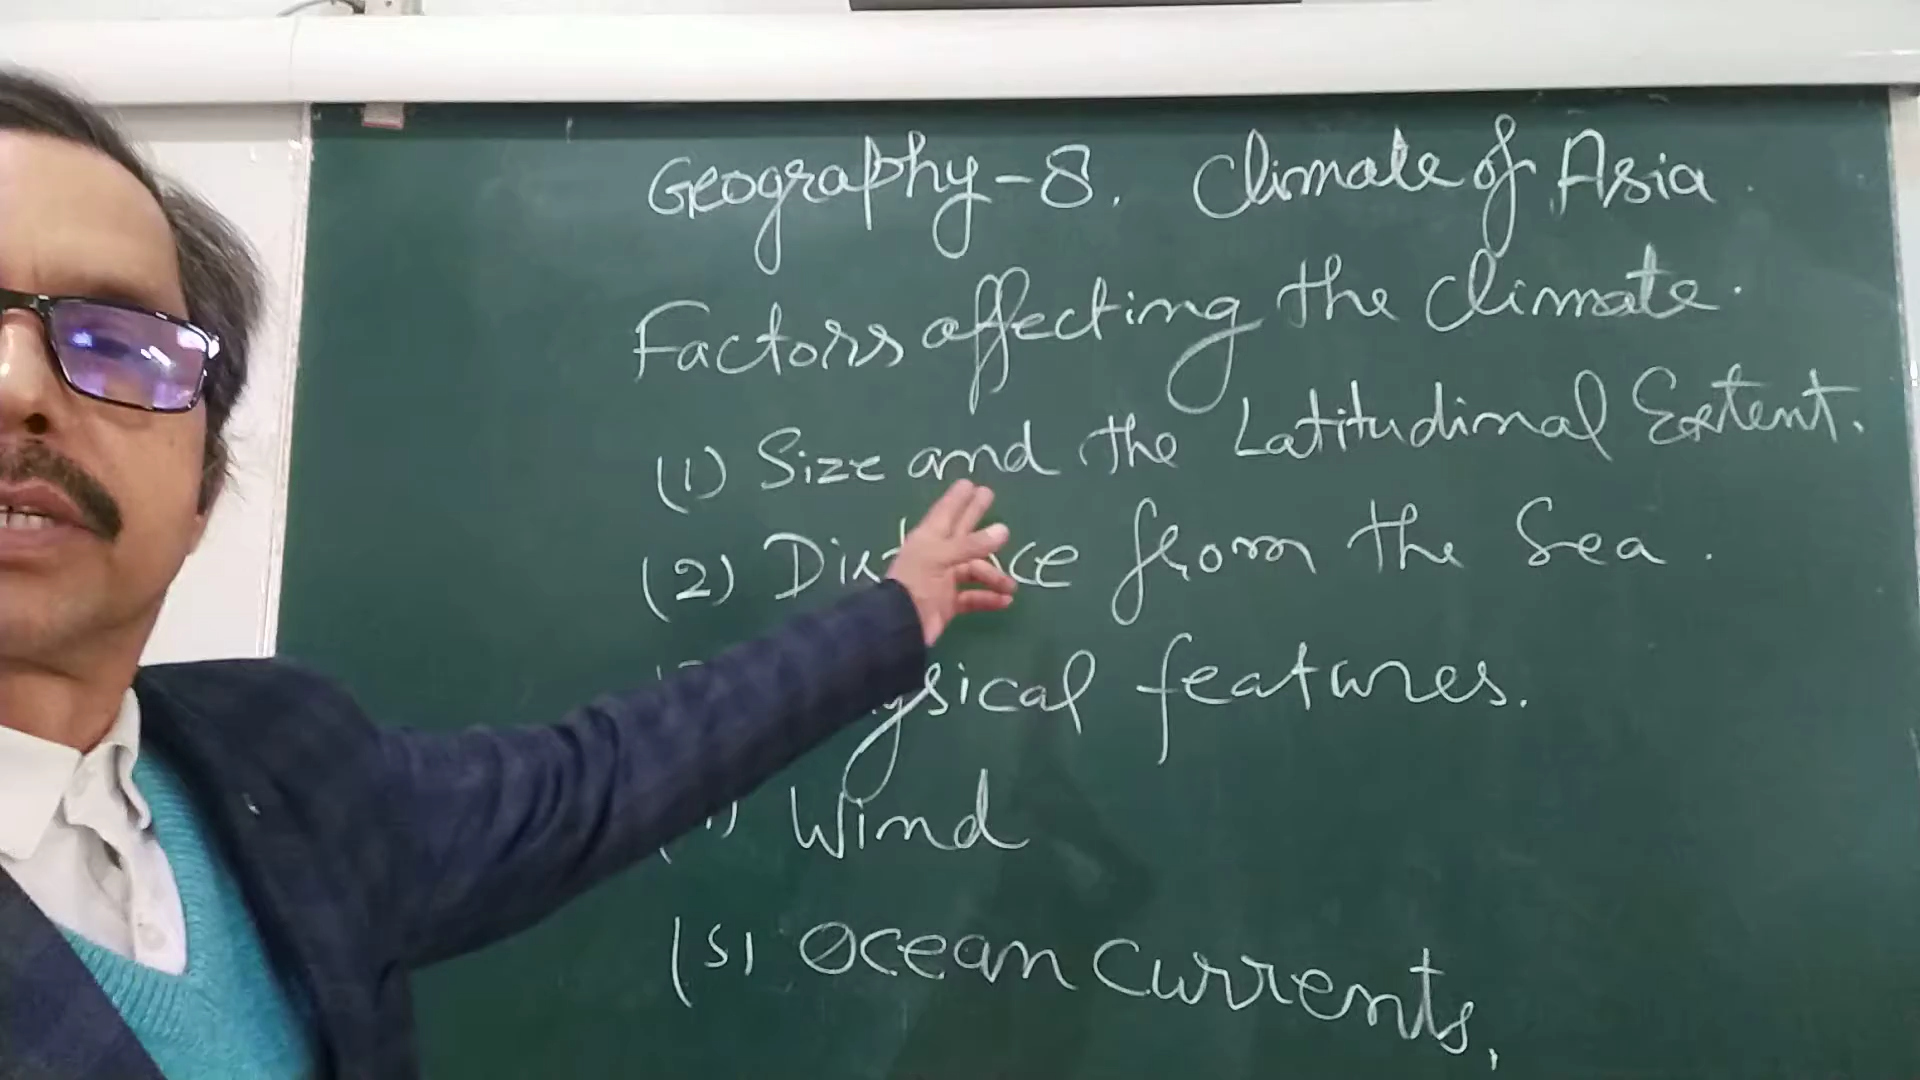 Geography-8. Climate of Asia
Factors affecting the climate.
(1) Size and the Latitudinal Extent.
(2) from the Sea.
features.
Wind
(5) Ocean Currents,